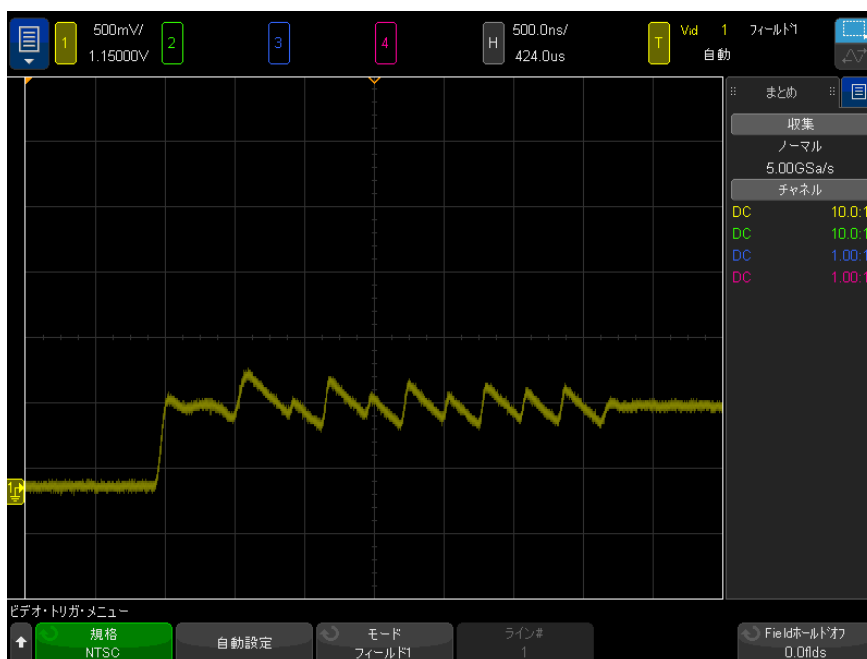 1 500mV/ 1.15000V
2
3
4
H 500.0ns/ 424.0us
T Vid 1 フィールド1 自動
まとめ
収集
ノーマル
5.00GSa/s
チャネル
DC 10.0:1
DC 10.0:1
DC 1.00:1
DC 1.00:1
1
ビデオ・トリガ・メニュー
規格 NTSC
自動設定
モード フィールド1
ライン# 1
Fieldホールドオフ 0.0flds